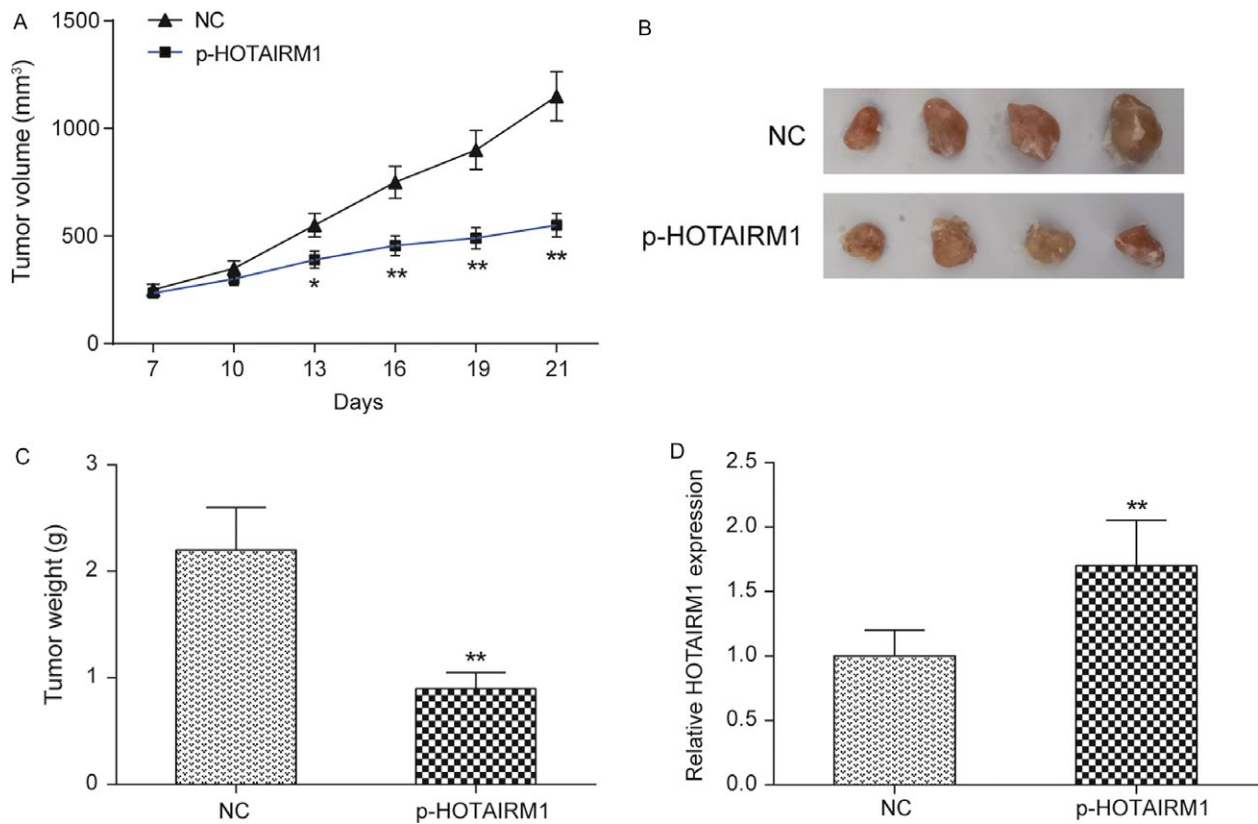 A
Tumor volume (mm³)
1500
1000
500
0
NC
p-HOTAIRM1
*
**
**
**
7 10 13 16 19 21
Days
B
NC
p-HOTAIRM1
C
Tumor weight (g)
3
2
1
0
**
NC p-HOTAIRM1
D
Relative HOTAIRM1 expression
2.5
2.0
1.5
1.0
0.5
0.0
**
NC p-HOTAIRM1